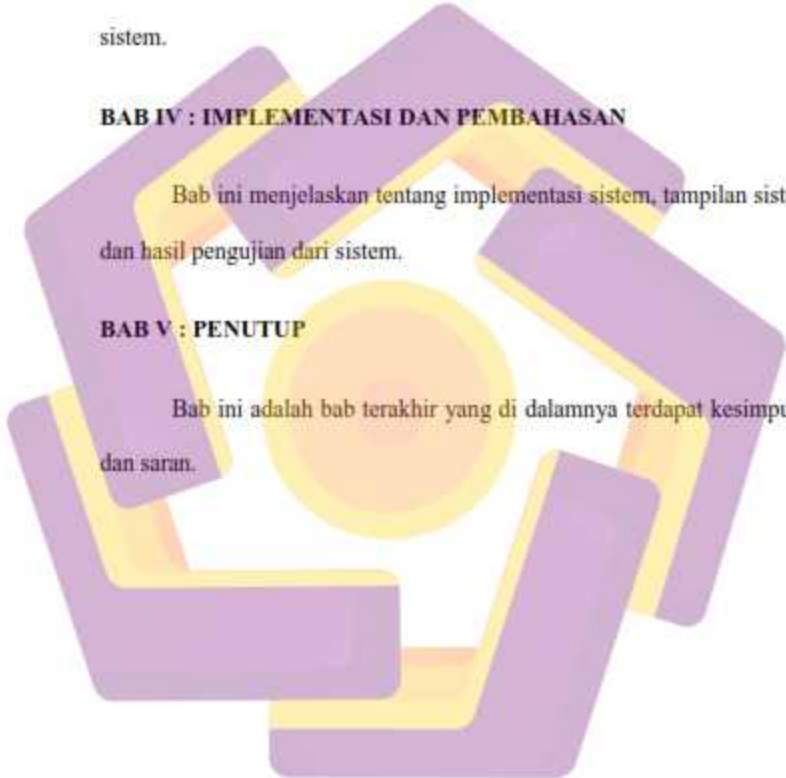 sistem.
BAB IV : IMPLEMENTASI DAN PEMBAHASAN
Bab ini menjelaskan tentang implementasi sistem, tampilan sist
dan hasil pengujian dari sistem.
BAB V : PENUTUP
Bab ini adalah bab terakhir yang di dalamnya terdapat kesimpu
dan saran.